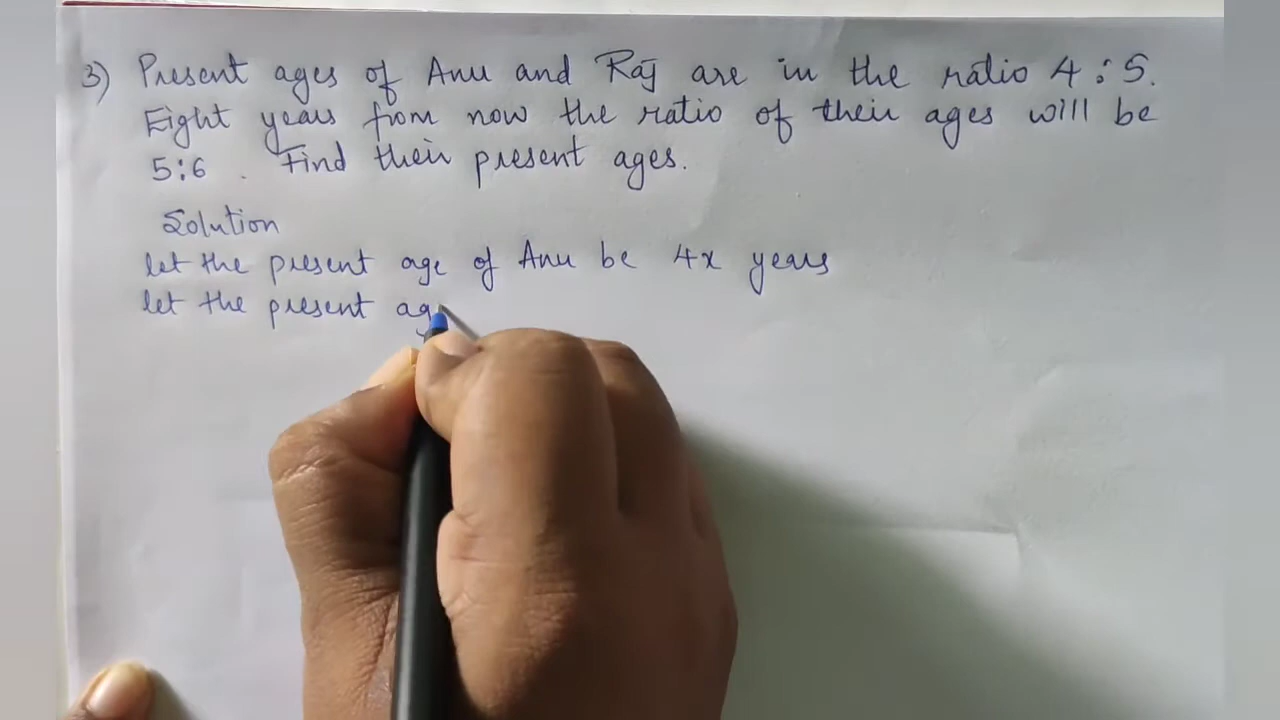 3) Present ages of Anu and Raj are in the ratio 4:5.
Eight years from now the ratio of their ages will be
5:6. Find their present ages.
Solution
let the present age of Anu be 4x years
let the present ag